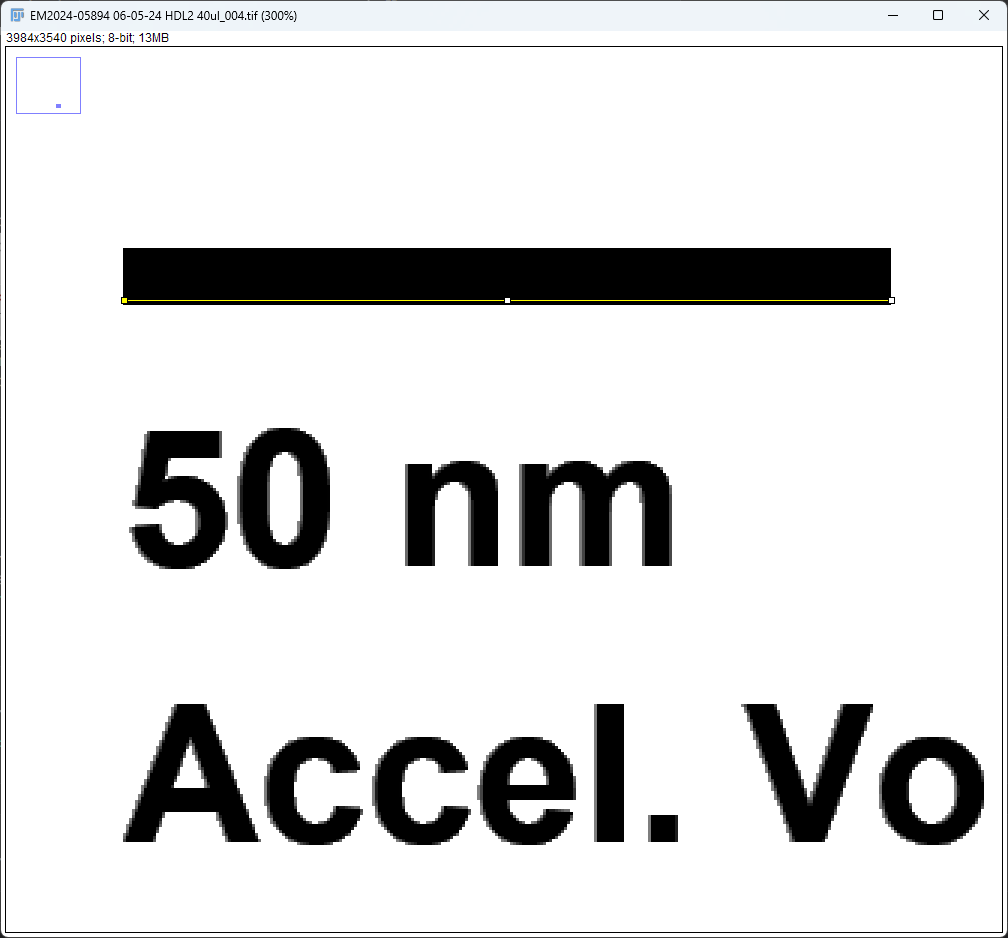 EM2024-05894 06-05-24 HDL2 40ul_004.tif (300%)
3984x3540 pixels; 8-bit; 13MB
50 nm
Accel. Vo